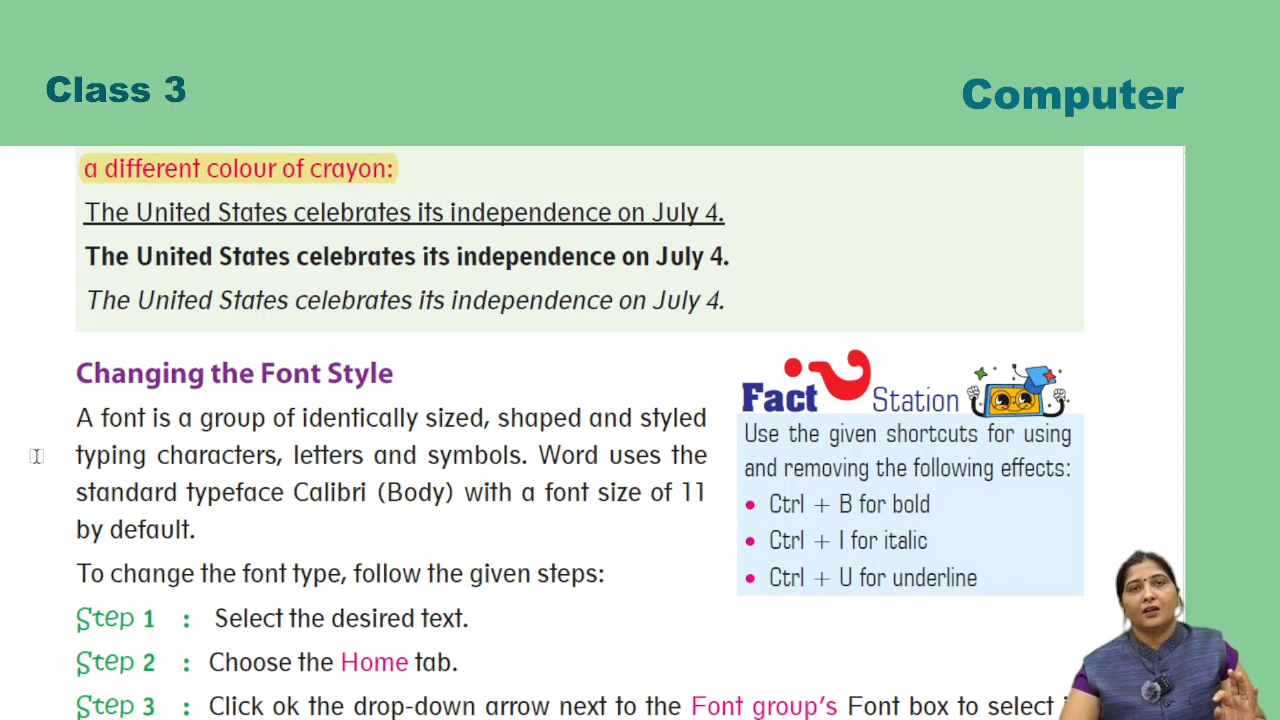 Class 3
Computer
a different colour of crayon:
The United States celebrates its independence on July 4.
The United States celebrates its independence on July 4.
The United States celebrates its independence on July 4.
Changing the Font Style
A font is a group of identically sized, shaped and styled
typing characters, letters and symbols. Word uses the
standard typeface Calibri (Body) with a font size of 11
by default.
To change the font type, follow the given steps:
Step 1 : Select the desired text.
Step 2 : Choose the Home tab.
Step 3 : Click ok the drop-down arrow next to the Font group's Font box to select
Fact Station
Use the given shortcuts for using
and removing the following effects:
• Ctrl + B for bold
• Ctrl + I for italic
• Ctrl + U for underline